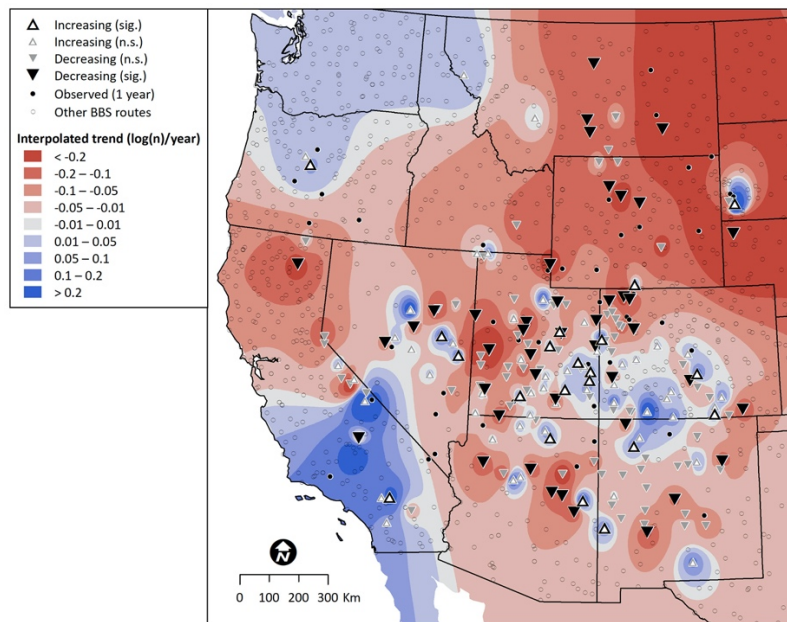 Increasing (sig.)
Increasing (n.s.)
Decreasing (n.s.)
Decreasing (sig.)
Observed (1 year)
Other BBS routes
Interpolated trend (log(n)/year)
< -0.2
-0.2 – -0.1
-0.1 – -0.05
-0.05 – -0.01
-0.01 – 0.01
0.01 – 0.05
0.05 – 0.1
0.1 – 0.2
> 0.2
N
0 100 200 300 Km